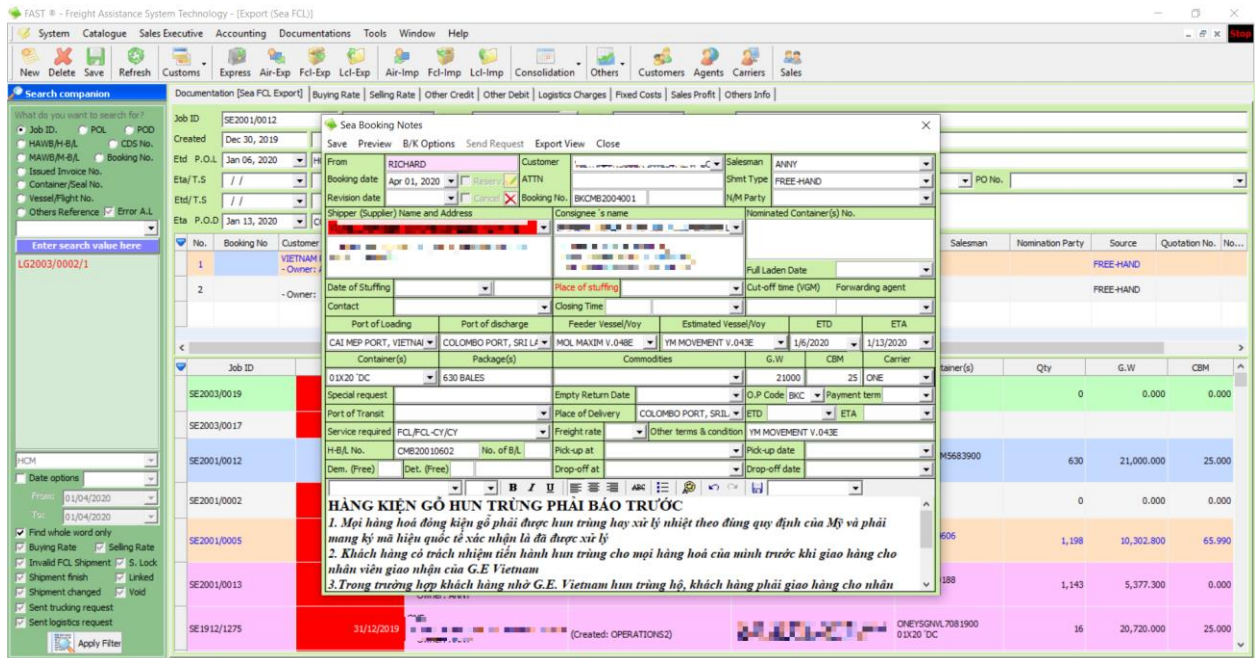 FAST ® - Freight Assistance System Technology - [Export (Sea FCL)]
System Catalogue Sales Executive Accounting Documentations Tools Window Help
Stop
New Delete Save Refresh Customs Express Air-Exp Fcl-Exp Lcl-Exp Air-Imp Fcl-Imp Lcl-Imp Consolidation Others Customers Agents Carriers Sales
Search companion
What do you want to search for?
Job ID. POL POD
HAWB/H-B/L CDS No.
MAWB/M-B/L Booking No.
Issued Invoice No.
Container/Seal No.
Vessel/Flight No.
Others Reference Error A.L
Enter search value here
LG2003/0002/1
HCM
Date options
From: 01/04/2020
To: 01/04/2020
Find whole word only
Buying Rate Selling Rate
Invalid FCL Shipment S. Lock
Shipment finish Linked
Shipment changed Void
Sent trucking request
Sent logistics request
Apply Filter
Documentation [Sea FCL Export] Buying Rate Selling Rate Other Credit Other Debit Logistics Charges Fixed Costs Sales Profit Others Info
Job ID SE2001/0012
Created Dec 30, 2019
Etd P.O.L Jan 06, 2020
Eta/T.S / /
Etd/T.S / /
Eta P.O.D Jan 13, 2020
PO No.
No. Booking No Customer Salesman Nomination Party Source Quotation No. No...
1 VIETNAM
- Owner: FREE-HAND
2 - Owner: FREE-HAND
Sea Booking Notes
Save Preview B/K Options Send Request Export View Close
From RICHARD Customer Salesman ANNY
Booking date Apr 01, 2020 Reserv ATTN Shmt Type FREE-HAND
Revision date Cancel Booking No. BKCMB2004001 N/M Party
Shipper (Supplier) Name and Address Consignee 's name Nominated Container(s) No.
Full Laden Date
Date of Stuffing Place of stuffing Cut-off time (VGM) Forwarding agent
Contact Closing Time
Port of Loading Port of discharge Feeder Vessel/Voy Estimated Vessel/Voy ETD ETA
CAI MEP PORT, VIETNAI COLOMBO PORT, SRI LA MOL MAXIM V.048E YM MOVEMENT V.043E 1/6/2020 1/13/2020
Container(s) Package(s) Commodities G.W CBM Carrier
01X20 'DC 630 BALES 21000 25 ONE
Special request Empty Return Date O.P Code BKC Payment term
Port of Transit Place of Delivery COLOMBO PORT, SRIL ETD ETA
Service required FCL/FCL-CY/CY Freight rate Other terms & condition YM MOVEMENT V.043E
H-B/L No. CMB20010602 No. of B/L Pick-up at Pick-up date
Dem. (Free) Det. (Free) Drop-off at Drop-off date
B I U ABC
HÀNG KIỆN GỖ HUN TRÙNG PHẢI BÁO TRƯỚC
1. Mọi hàng hoá đóng kiện gỗ phải được hun trùng hay xử lý nhiệt theo đúng quy định của Mỹ và phải
mang ký mã hiệu quốc tế xác nhận là đã được xử lý
2. Khách hàng có trách nhiệm tiến hành hun trùng cho mọi hàng hoá của mình trước khi giao hàng cho
nhân viên giao nhận của G.E Vietnam
3.Trong trường hợp khách hàng nhờ G.E. Vietnam hun trùng hộ, khách hàng phải giao hàng cho nhân
Job ID tainer(s) Qty G.W CBM
SE2003/0019 0 0.000 0.000
SE2003/0017
SE2001/0012 M5683900 630 21,000.000 25.000
SE2001/0002 0 0.000 0.000
SE2001/0005 606 1,198 10,302.800 65.990
SE2001/0013 188 1,143 5,377.300 0.000
SE1912/1275 31/12/2019 (Created: OPERATIONS2) ONEYSGNVL7081900 16 20,720.000 25.000
01X20 'DC